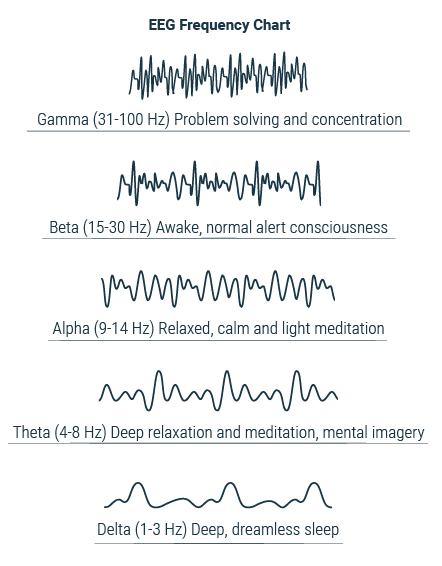 EEG Frequency Chart
Gamma (31-100 Hz) Problem solving and concentration
Beta (15-30 Hz) Awake, normal alert consciousness
Alpha (9-14 Hz) Relaxed, calm and light meditation
Theta (4-8 Hz) Deep relaxation and meditation, mental imagery
Delta (1-3 Hz) Deep, dreamless sleep